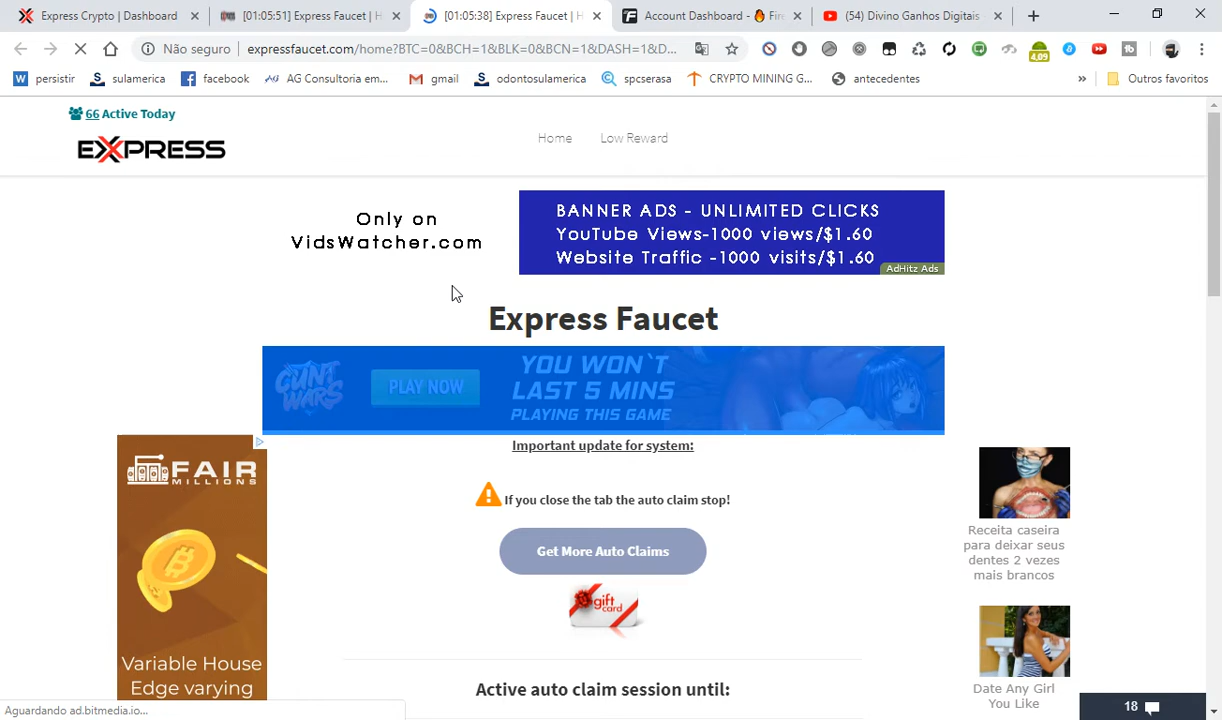 Express Crypto | Dashboard
[01:05:51] Express Faucet | H
[01:05:38] Express Faucet | H
Account Dashboard - 🔥 Fire
(54) Divino Ganhos Digitais -
Não seguro
expressfaucet.com/home?BTC=0&BCH=1&BLK=0&BCN=1&DASH=1&D...
4,09
persistir
sulamerica
facebook
AG Consultoria em...
gmail
odontosulamerica
spcserasa
CRYPTO MINING G...
antecedentes
»
Outros favoritos
66 Active Today
EXPRESS
Home
Low Reward
Only on
VidsWatcher.com
BANNER ADS - UNLIMITED CLICKS
YouTube Views-1000 views/$1.60
Website Traffic -1000 visits/$1.60
AdHitz Ads
Express Faucet
CUNT
WARS
PLAY NOW
YOU WON`T
LAST 5 MINS
PLAYING THIS GAME
Important update for system:
If you close the tab the auto claim stop!
Get More Auto Claims
gift
card
Active auto claim session until:
FAIR
MILLIONS
Variable House
Edge varying
Receita caseira
para deixar seus
dentes 2 vezes
mais brancos
Date Any Girl
You Like
18
Aguardando ad.bitmedia.io...